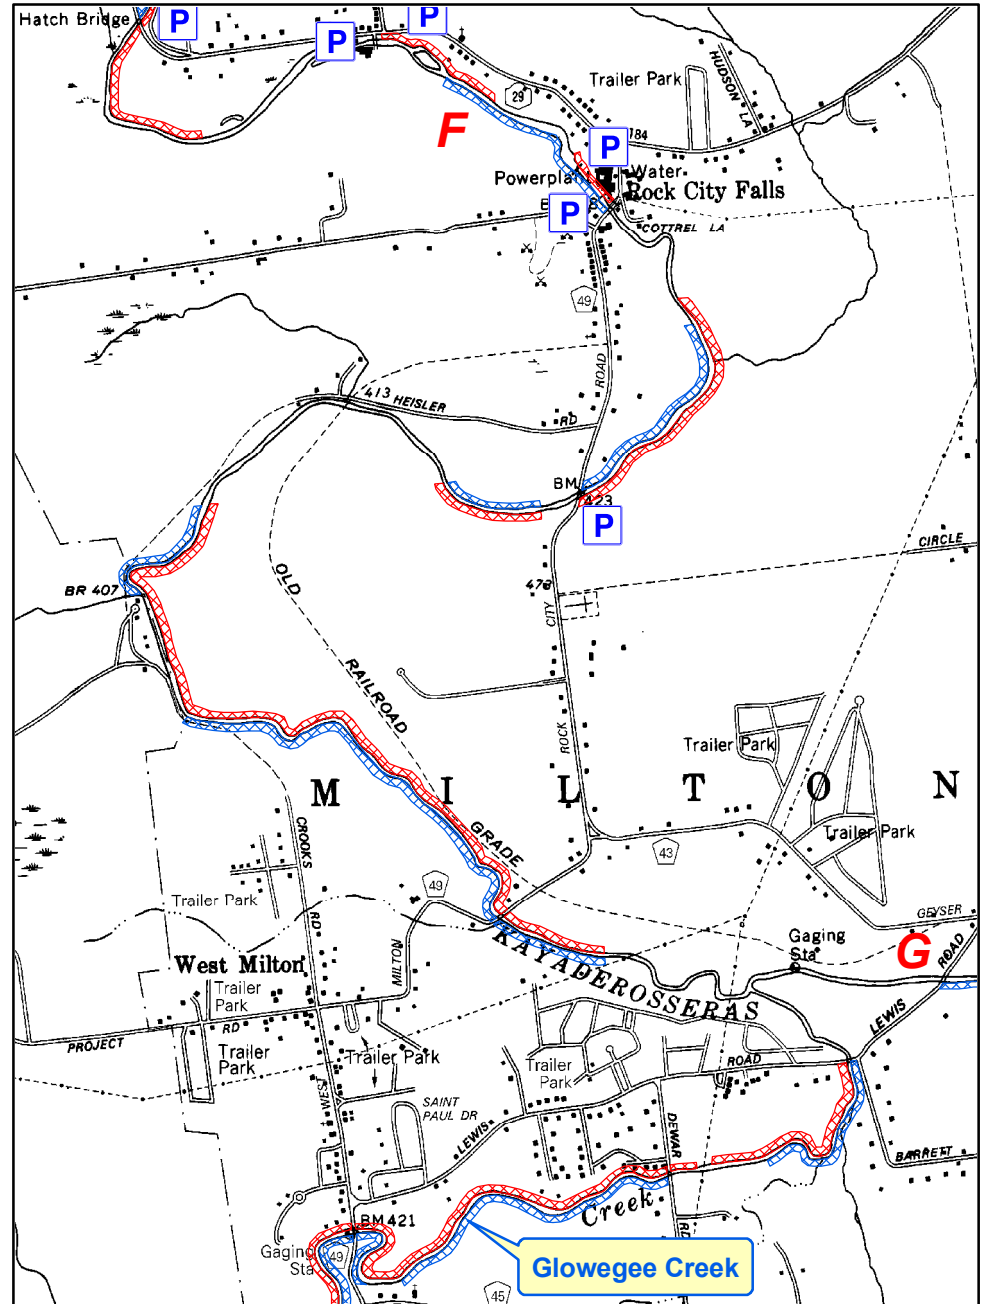 Hatch Bridge
P
P
P
29
F
Trailer Park
HUDSON LA
184
P
Powerpla
Water
Rock City Falls
P
COTTREL LA
49
ROAD
413 HEISLER
RD
BM
423
P
CIRCLE
BR 407
OLD
473
CITY
RAILROAD
ROCK
Trailer Park
M I L T O N
Trailer Park
CROOKS
GRADE
43
49
Trailer Park
RD
GEYSER
Gaging
Sta
G
ROAD
KAYADEROSSERAS
West Milton
MILTON
Trailer
Park
LEWIS
PROJECT
RD
Trailer
Park
Trailer Park
Trailer
Park
ROAD
WEST
SAINT
PAUL DR
LEWIS
DEWAR
BARRETT
Creek
BM 421
RD
Gaging
Sta
49
Glowegee Creek
45